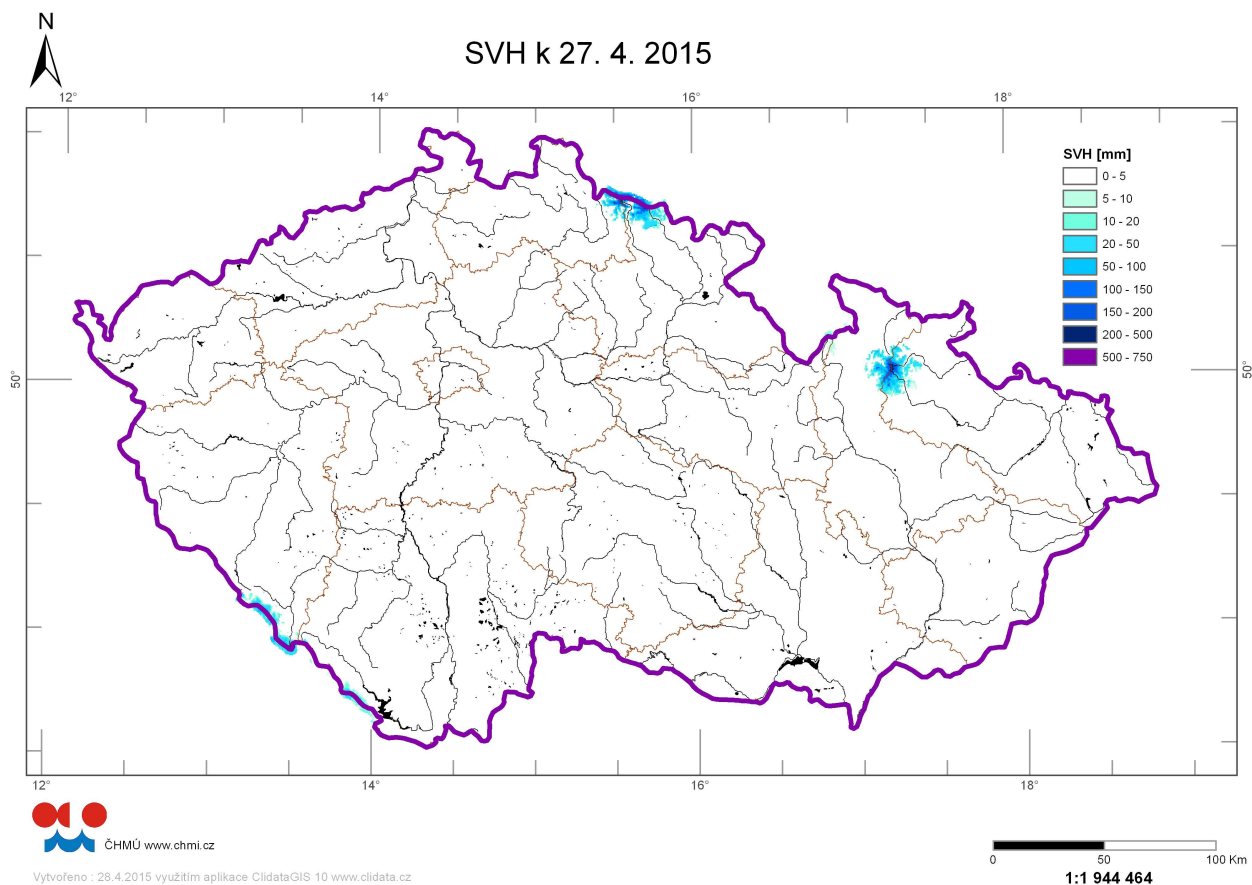 N
SVH k 27. 4. 2015
12° 14° 16° 18°
SVH [mm]
0 - 5
5 - 10
10 - 20
20 - 50
50 - 100
100 - 150
150 - 200
200 - 500
500 - 750
50° 50°
12° 14° 16° 18°
ČHMÚ www.chmi.cz
0 50 100 Km
1:1 944 464
Vytvořeno : 28.4.2015 využitím aplikace ClidataGIS 10 www.clidata.cz